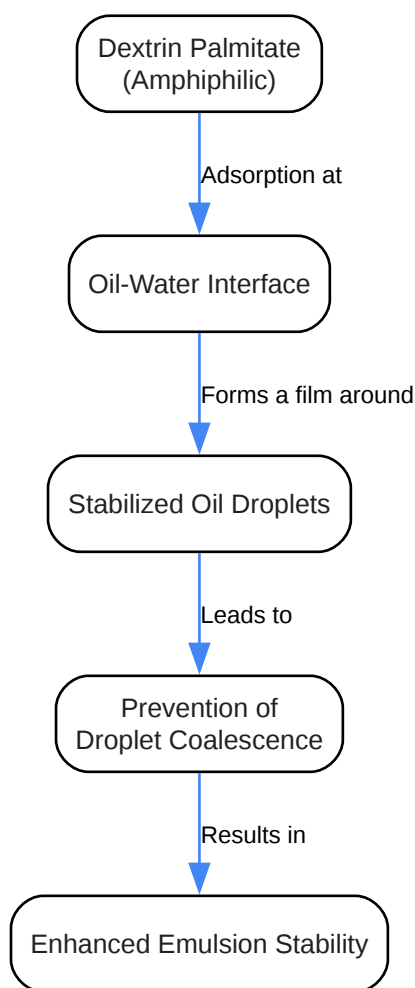 Dextrin Palmitate
(Amphiphilic)
Adsorption at
Oil-Water Interface
Forms a film around
Stabilized Oil Droplets
Leads to
Prevention of
Droplet Coalescence
Results in
Enhanced Emulsion Stability